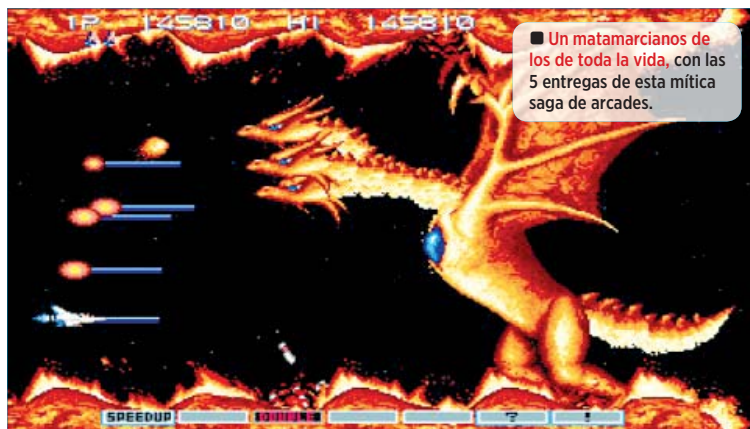 1P 145810 HI 145810
■ Un matamarcianos de
los de toda la vida, con las
5 entregas de esta mítica
saga de arcades.
SPEEDUP DOUBLE ? !